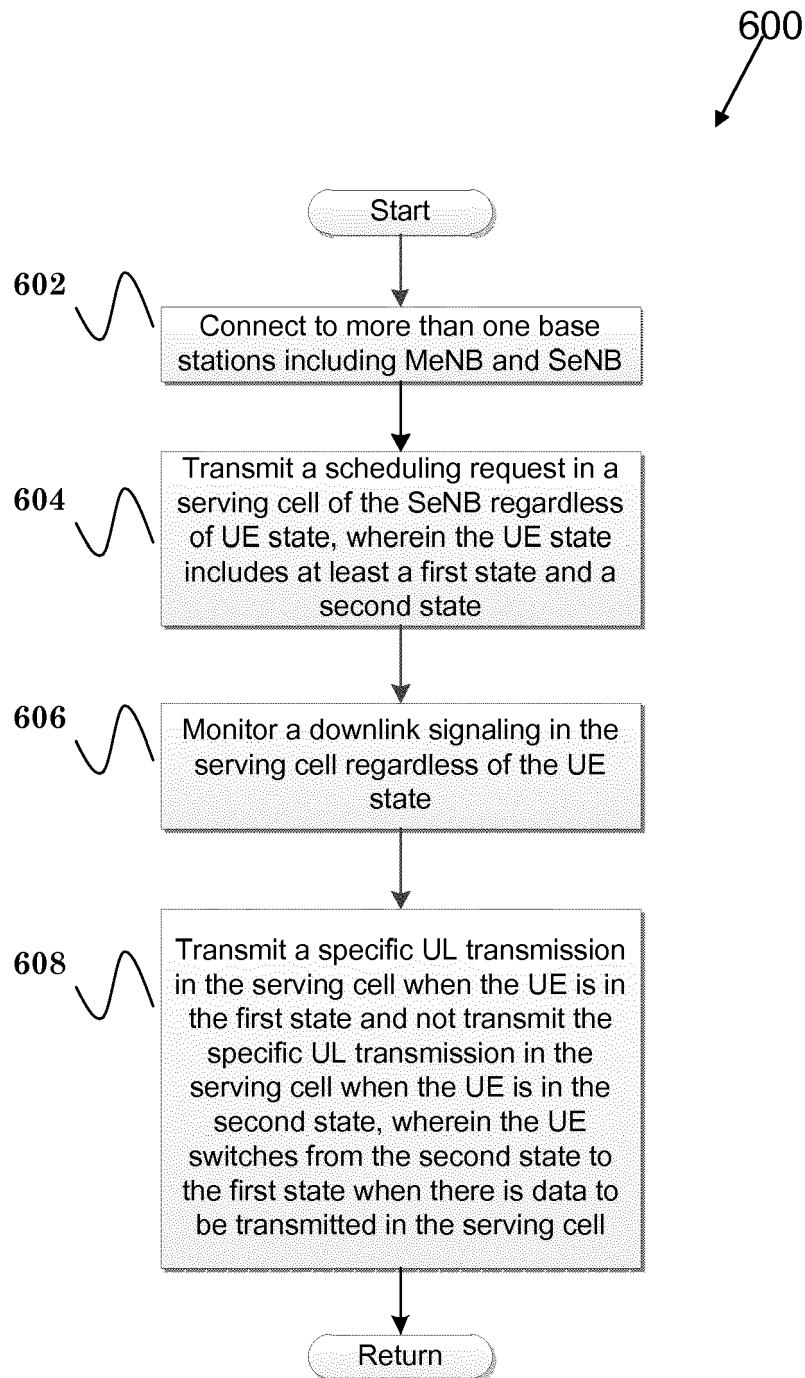 600
Start
602
Connect to more than one base
stations including MeNB and SeNB
604
Transmit a scheduling request in a
serving cell of the SeNB regardless
of UE state, wherein the UE state
includes at least a first state and a
second state
606
Monitor a downlink signaling in the
serving cell regardless of the UE
state
608
Transmit a specific UL transmission
in the serving cell when the UE is in
the first state and not transmit the
specific UL transmission in the
serving cell when the UE is in the
second state, wherein the UE
switches from the second state to
the first state when there is data to
be transmitted in the serving cell
Return